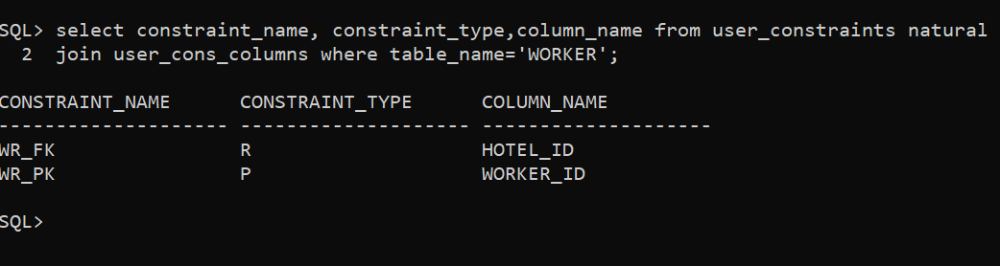 SQL> select constraint_name, constraint_type,column_name from user_constraints natural
2 join user_cons_columns where table_name='WORKER';
CONSTRAINT_NAME CONSTRAINT_TYPE COLUMN_NAME
-------------------- -------------------- --------------------
WR_FK R HOTEL_ID
WR_PK P WORKER_ID
SQL>